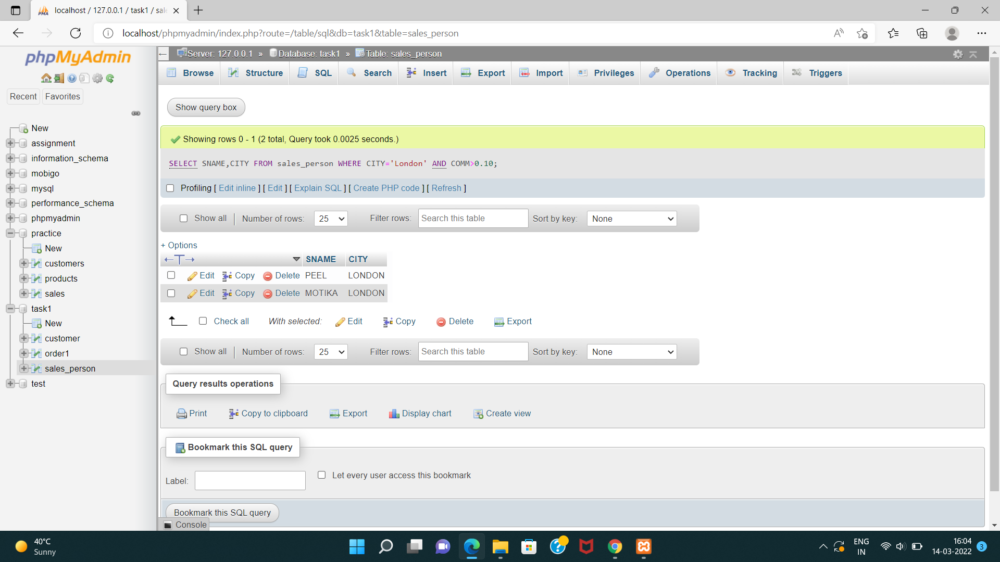 localhost / 127.0.0.1 / task1 / sal
localhost/phpmyadmin/index.php?route=/table/sql&db=task1&table=sales_person
phpMyAdmin
Recent Favorites
New
assignment
information_schema
mobigo
mysql
performance_schema
phpmyadmin
practice
New
customers
products
sales
task1
New
customer
order1
sales_person
test
Server: 127.0.0.1 » Database: task1 » Table: sales_person
Browse Structure SQL Search Insert Export Import Privileges Operations Tracking Triggers
Show query box
Showing rows 0 - 1 (2 total, Query took 0.0025 seconds.)
SELECT SNAME,CITY FROM sales_person WHERE CITY='London' AND COMM>0.10;
Profiling [ Edit inline ] [ Edit ] [ Explain SQL ] [ Create PHP code ] [ Refresh ]
Show all Number of rows: 25 Filter rows: Search this table Sort by key: None
+ Options
←T→ SNAME CITY
Edit Copy Delete PEEL LONDON
Edit Copy Delete MOTIKA LONDON
Check all With selected: Edit Copy Delete Export
Show all Number of rows: 25 Filter rows: Search this table Sort by key: None
Query results operations
Print Copy to clipboard Export Display chart Create view
Bookmark this SQL query
Label: Let every user access this bookmark
Bookmark this SQL query
Console
40°C
Sunny
ENG
IN
16:04
14-03-2022
3